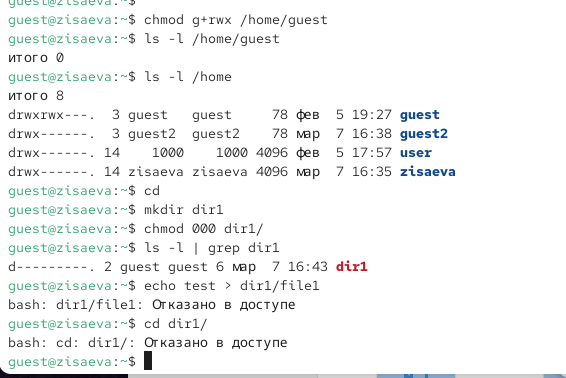 guest@zisaeva:~$
guest@zisaeva:~$ chmod g+rwx /home/guest
guest@zisaeva:~$ ls -l /home/guest
итого 0
guest@zisaeva:~$ ls -l /home
итого 8
drwxrwx---.  3 guest   guest     78 фев  5 19:27 guest
drwx------.  3 guest2  guest2    78 мар  7 16:38 guest2
drwx------. 14    1000    1000 4096 фев  5 17:57 user
drwx------. 14 zisaeva zisaeva 4096 мар  7 16:35 zisaeva
guest@zisaeva:~$ cd
guest@zisaeva:~$ mkdir dir1
guest@zisaeva:~$ chmod 000 dir1/
guest@zisaeva:~$ ls -l | grep dir1
d---------. 2 guest guest 6 мар  7 16:43 dir1
guest@zisaeva:~$ echo test > dir1/file1
bash: dir1/file1: Отказано в доступе
guest@zisaeva:~$ cd dir1/
bash: cd: dir1/: Отказано в доступе
guest@zisaeva:~$